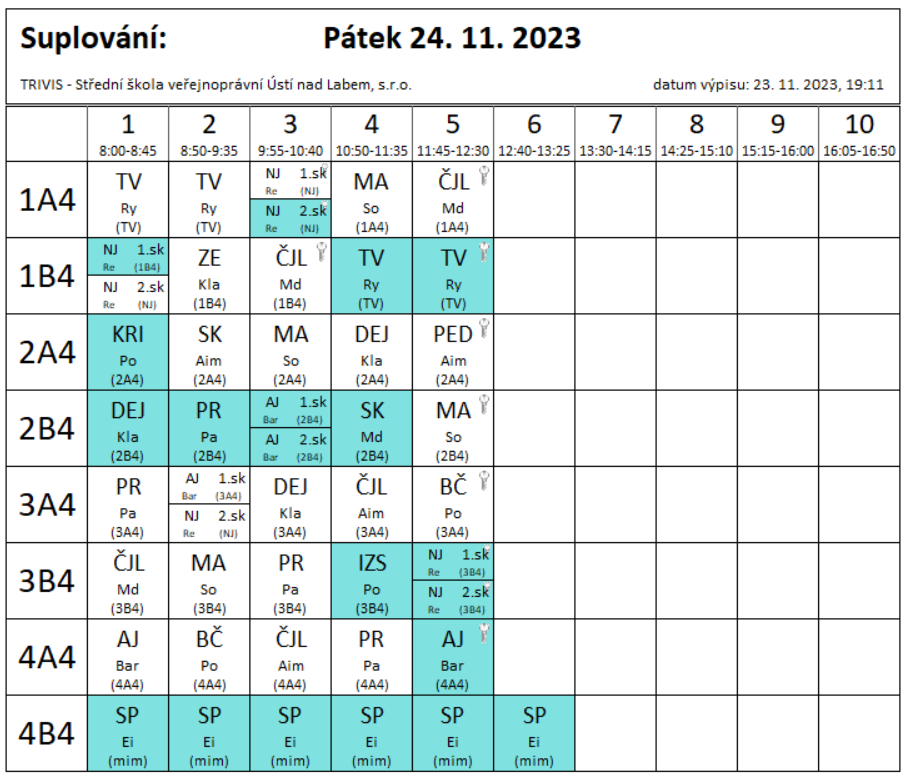 Suplování: Pátek 24. 11. 2023
TRIVIS - Střední škola veřejnoprávní Ústí nad Labem, s.r.o. datum výpisu: 23. 11. 2023, 19:11
1 2 3 4 5 6 7 8 9 10
8:00-8:45 8:50-9:35 9:55-10:40 10:50-11:35 11:45-12:30 12:40-13:25 13:30-14:15 14:25-15:10 15:15-16:00 16:05-16:50
1A4
TV Ry (TV)
TV Ry (TV)
NJ 1.sk Re (NJ)
NJ 2.sk Re (NJ)
MA So (1A4)
ČJL Md (1A4)
1B4
NJ 1.sk Re (1B4)
NJ 2.sk Re (NJ)
ZE Kla (1B4)
ČJL Md (1B4)
TV Ry (TV)
TV Ry (TV)
2A4
KRI Po (2A4)
SK Aim (2A4)
MA So (2A4)
DEJ Kla (2A4)
PED Aim (2A4)
2B4
DEJ Kla (2B4)
PR Pa (2B4)
AJ 1.sk Bar (2B4)
AJ 2.sk Bar (2B4)
SK Md (2B4)
MA So (2B4)
3A4
PR Pa (3A4)
AJ 1.sk Bar (3A4)
NJ 2.sk Re (NJ)
DEJ Kla (3A4)
ČJL Aim (3A4)
BČ Po (3A4)
3B4
ČJL Md (3B4)
MA So (3B4)
PR Pa (3B4)
IZS Po (3B4)
NJ 1.sk Re (3B4)
NJ 2.sk Re (3B4)
4A4
AJ Bar (4A4)
BČ Po (4A4)
ČJL Aim (4A4)
PR Pa (4A4)
AJ Bar (4A4)
4B4
SP Ei (mim)
SP Ei (mim)
SP Ei (mim)
SP Ei (mim)
SP Ei (mim)
SP Ei (mim)